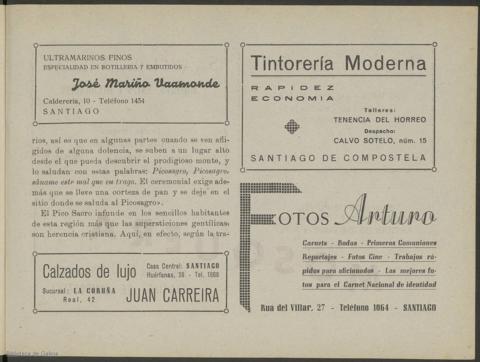 ULTRAMARINOS FINOS
ESPECIALIDAD EN BOTILLERIA Y EMBUTIDOS
José Mariño Vaamonde
Calderería, 10 - Teléfono 1454
SANTIAGO
rios, así es que en algunas partes cuando se ven afli-
gidos de alguna dolencia, se suben a un lugar alto
desde el que pueda descubrir el prodigioso monte, y
lo saludan con estas palabras: Picosagro, Picosagro,
sáname este mal que eu trago. El ceremonial exige ade-
más que se lleve una corteza de pan y se deje en el
sitio donde se saluda al Picosagro».
El Pico Sacro infunde en los sencillos habitantes
de esta región más que las supersticiones gentílicas:
son herencia cristiana. Aquí, en efecto, según la tra-
Calzados de lujo
Casa Central: SANTIAGO
Huérfanas, 36 - Tel.
Sucursal: LA CORUÑA
Real, 42
JUAN CARREIRA
Tintorería Moderna
RAPIDEZ
ECONOMIA
Talleres:
TENENCIA DEL HORREO
Despacho:
CALVO SOTELO, núm. 15
SANTIAGO DE COMPOSTELA
FOTOS Arturo
Carnets - Bodas - Primeras Comuniones
Reportajes - Fotos Cine - Trabajos rá-
pidos para aficionados - Las mejores fo-
tos para el Carnet Nacional de identidad
Rua del Villar, 27 - Teléfono 1064 - SANTIAGO
Biblioteca de Galicia